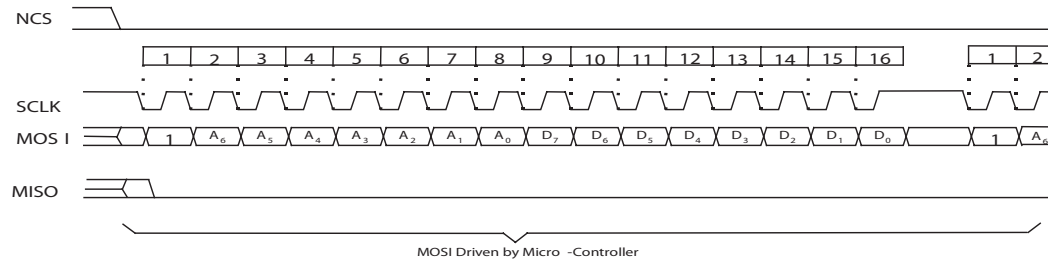 NCS
1 2 3 4 5 6 7 8 9 10 11 12 13 14 15 16 1 2
SCLK
MOS I 1 A₆ A₅ A₄ A₃ A₂ A₁ A₀ D₇ D₆ D₅ D₄ D₃ D₂ D₁ D₀ 1 A₆
MISO
MOSI Driven by Micro -Controller